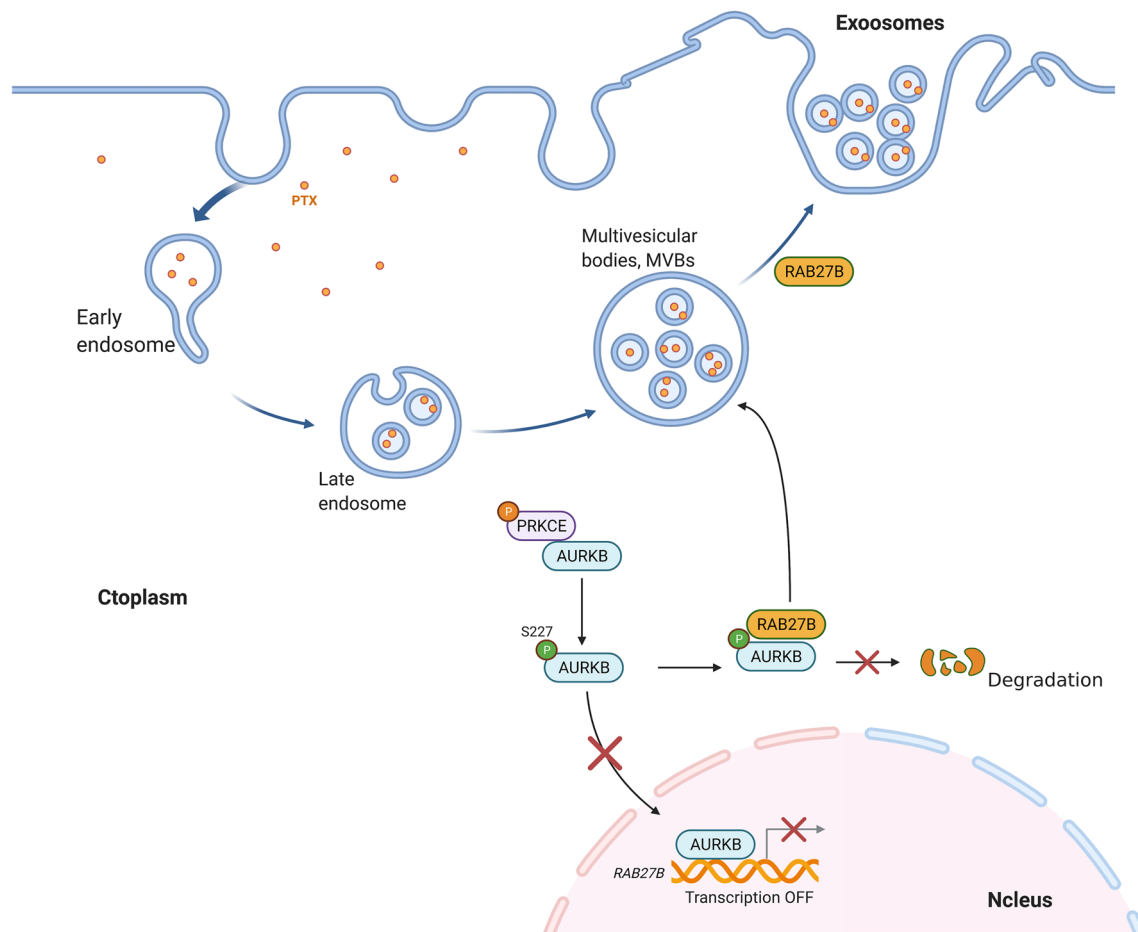 Exoosomes
PTX
Multivesicular
bodies, MVBs
RAB27B
Early
endosome
Late
endosome
P
PRKCE
AURKB
Ctoplasm
S227
P
AURKB
RAB27B
P
AURKB
Degradation
AURKB
RAB27B
Transcription OFF
Ncleus